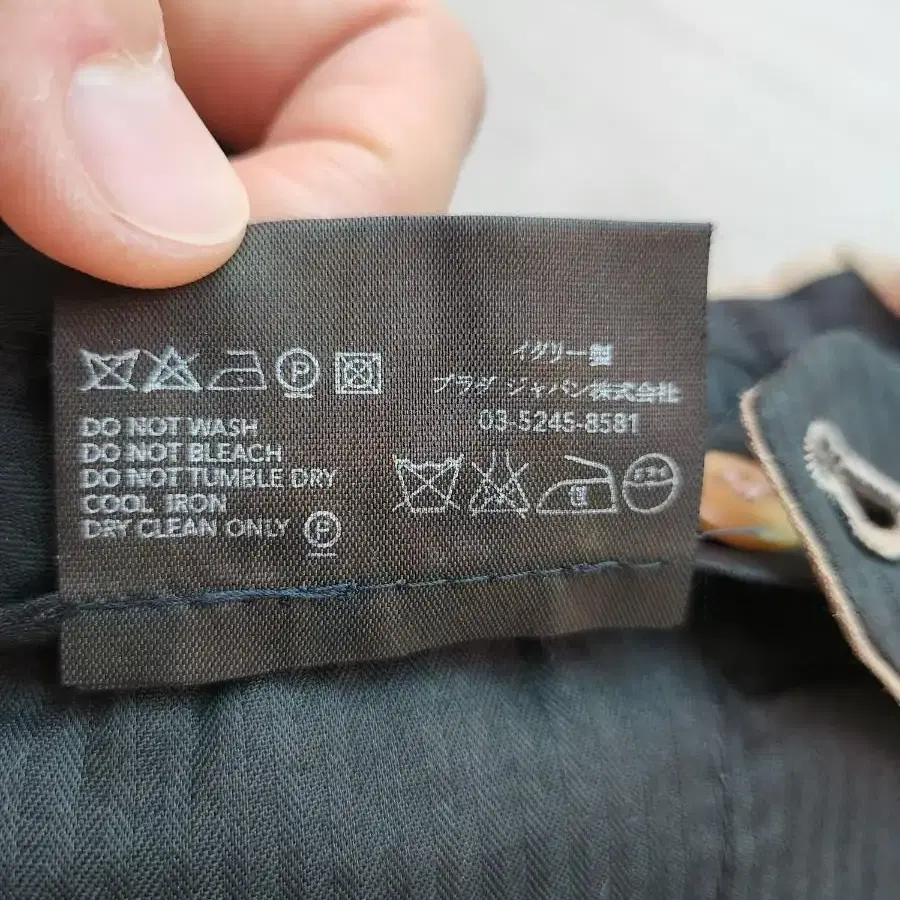 DO NOT WASH
DO NOT BLEACH
DO NOT TUMBLE DRY
COOL IRON
DRY CLEAN ONLY Ⓟ
イタリー製
プラダ ジャパン株式会社
03-5245-8581